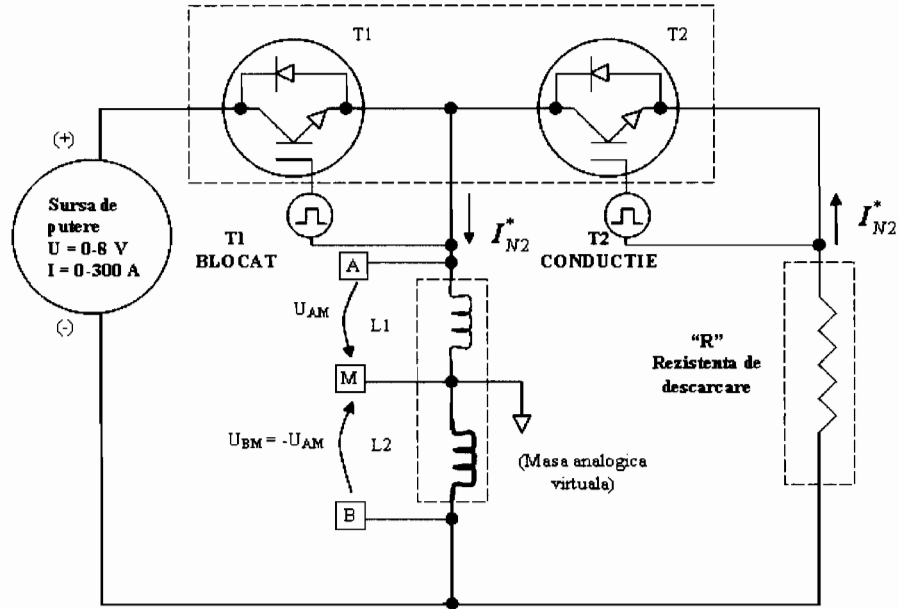 T1
T2
(+)
Sursa de
putere
U = 0-8 V
I = 0-300 A
(-)
T1
BLOCAT
I*N2
T2
CONDUCTIE
I*N2
A
UAM
L1
M
UBM = -UAM
L2
B
(Masa analogica
virtuala)
"R"
Rezistenta de
descarcare